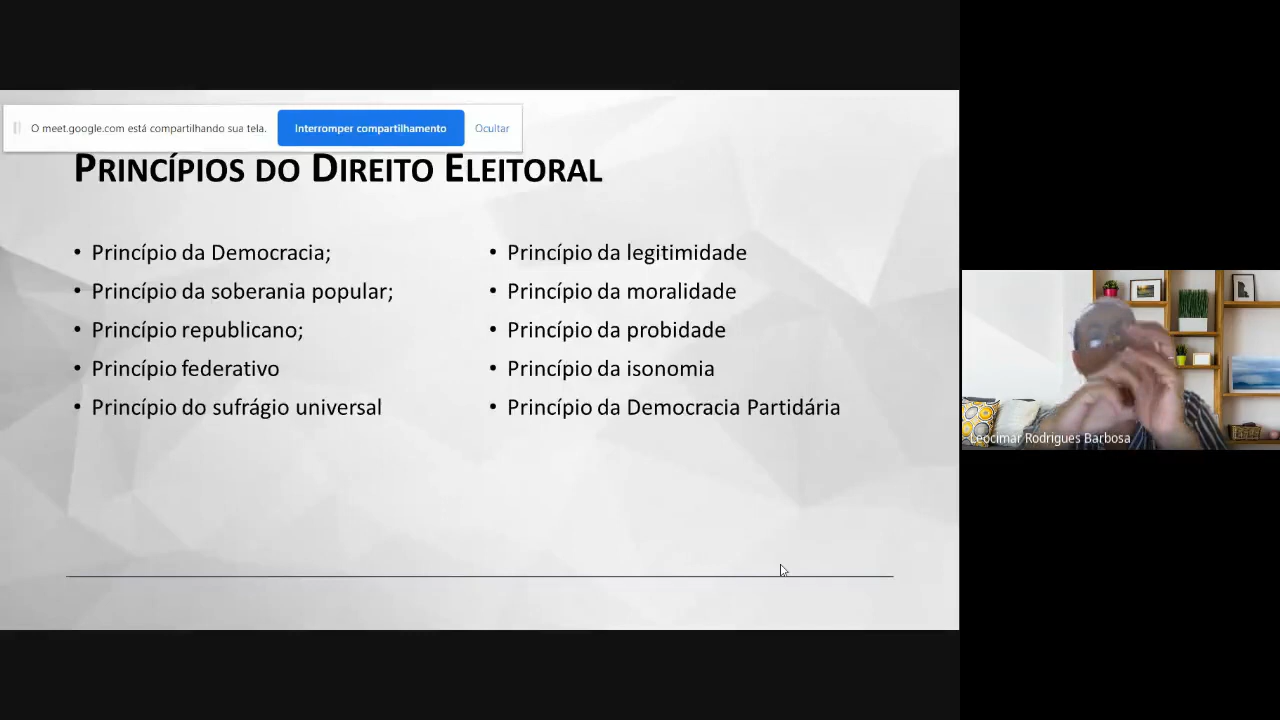 O meet.google.com está compartilhando sua tela.
Interromper compartilhamento
Ocultar
PRINCÍPIOS DO DIREITO ELEITORAL
• Princípio da Democracia;
• Princípio da soberania popular;
• Princípio republicano;
• Princípio federativo
• Princípio do sufrágio universal
• Princípio da legitimidade
• Princípio da moralidade
• Princípio da probidade
• Princípio da isonomia
• Princípio da Democracia Partidária
Leocimar Rodrigues Barbosa